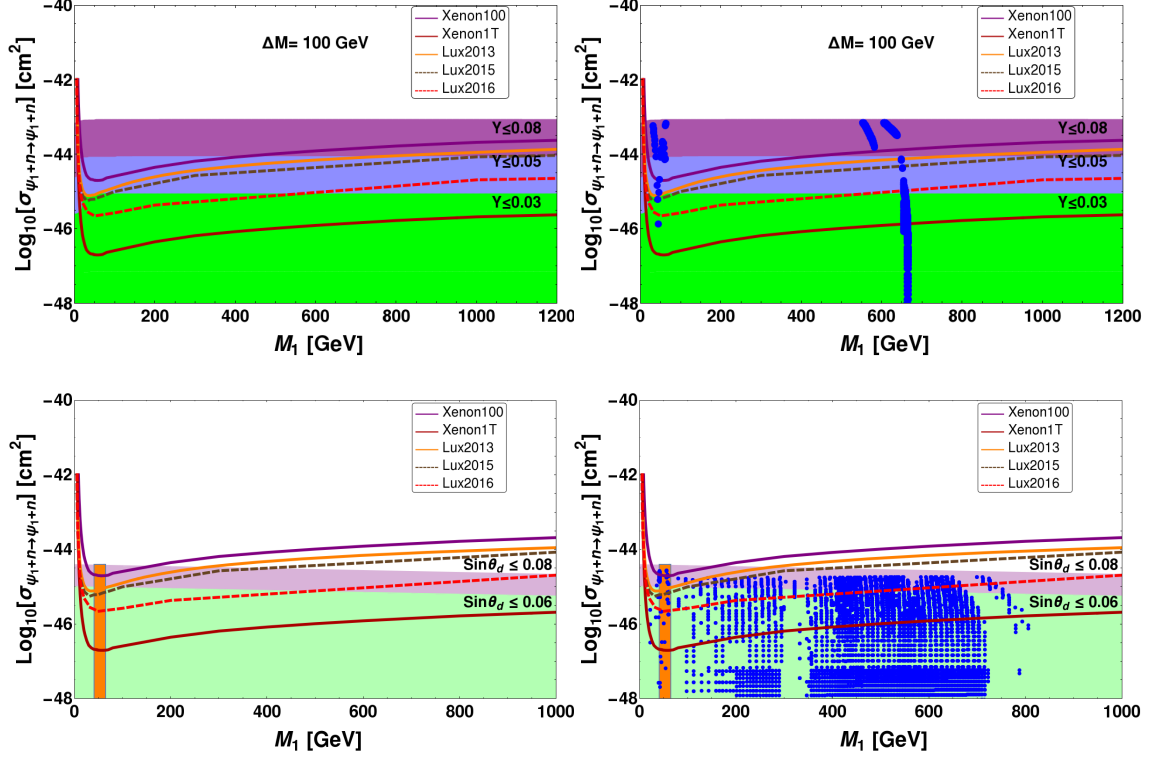 Log10[σψ1+n→ψ1+n] [cm2]
−40
−42
−44
−46
−48
ΔM= 100 GeV
Xenon100
Xenon1T
Lux2013
Lux2015
Lux2016
Y≤0.08
Y≤0.05
Y≤0.03
0 200 400 600 800 1000 1200
M1 [GeV]
Log10[σψ1+n→ψ1+n] [cm2]
−40
−42
−44
−46
−48
ΔM= 100 GeV
Xenon100
Xenon1T
Lux2013
Lux2015
Lux2016
Y≤0.08
Y≤0.05
Y≤0.03
0 200 400 600 800 1000 1200
M1 [GeV]
Log10[σψ1+n→ψ1+n] [cm2]
−40
−42
−44
−46
−48
Xenon100
Xenon1T
Lux2013
Lux2015
Lux2016
Sinθd ≤ 0.08
Sinθd ≤ 0.06
0 200 400 600 800 1000
M1 [GeV]
Log10[σψ1+n→ψ1+n] [cm2]
−40
−42
−44
−46
−48
Xenon100
Xenon1T
Lux2013
Lux2015
Lux2016
Sinθd ≤ 0.08
Sinθd ≤ 0.06
0 200 400 600 800 1000
M1 [GeV]